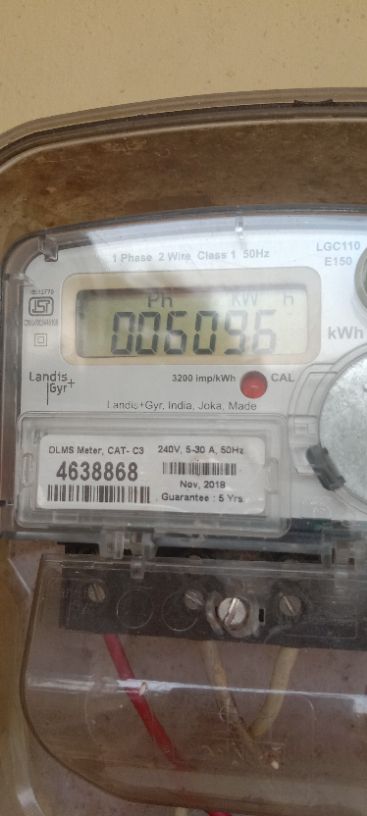 LGC110
E150
1 Phase 2 Wire Class 1 50Hz
Ph kW h
006096
kWh
3200 imp/kWh CAL
Landis
Gyr+
Landis+Gyr, India, Joka, Made
DLMS Meter, CAT- C3 240V, 5-30 A, 50Hz
4638868
Nov, 2018
Guarantee : 5 Yrs.